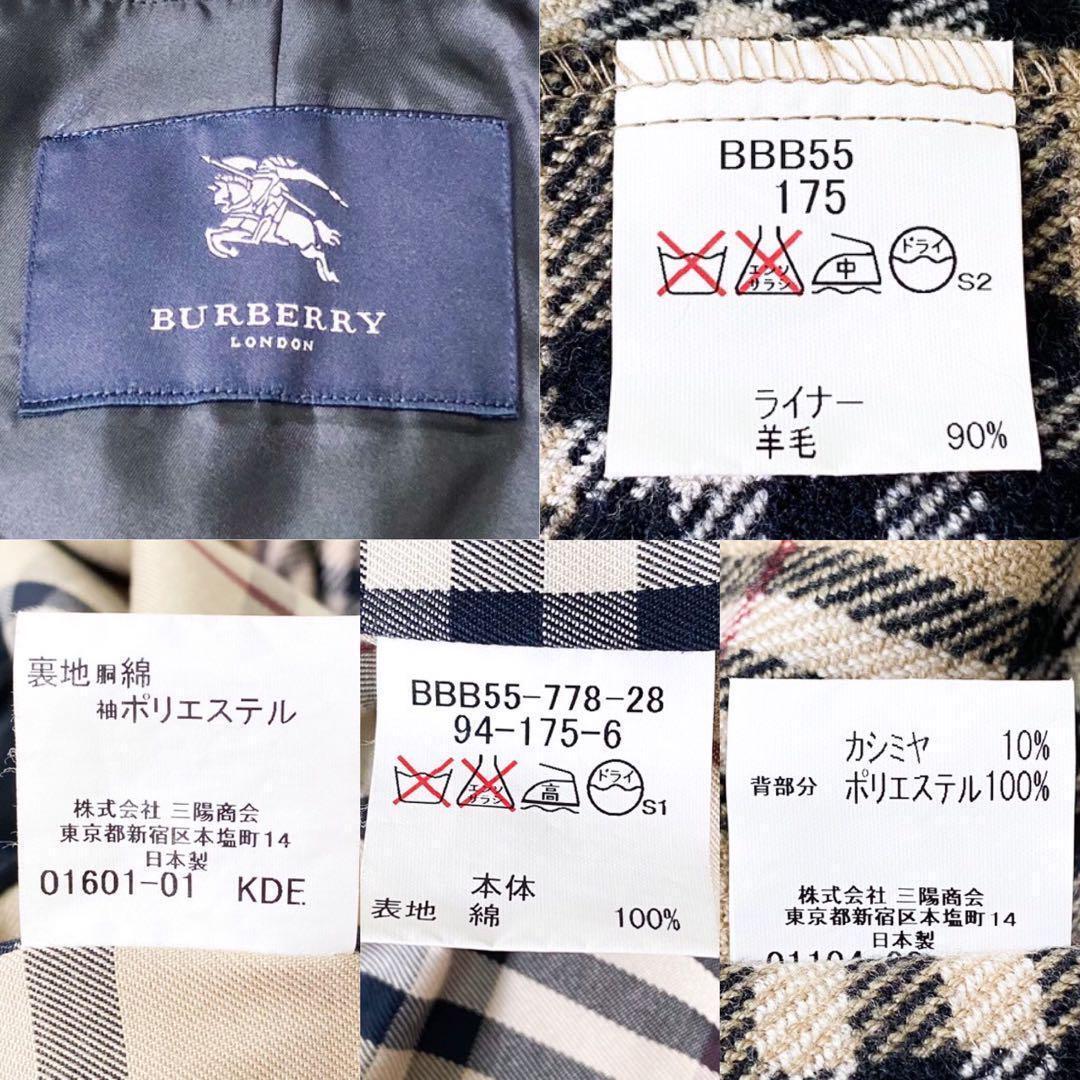 BURBERRY
LONDON
BBB55
175
エンソ
サラシ
中
ドライ
S2
ライナー
羊毛 90%
裏地 胴 綿
袖 ポリエステル
株式会社 三陽商会
東京都新宿区本塩町14
日本製
01601-01 KDE.
BBB55-778-28
94-175-6
エンソ
サラシ
高
ドライ
S1
本体
表地 綿 100%
カシミヤ 10%
背部分 ポリエステル100%
株式会社 三陽商会
東京都新宿区本塩町14
日本製